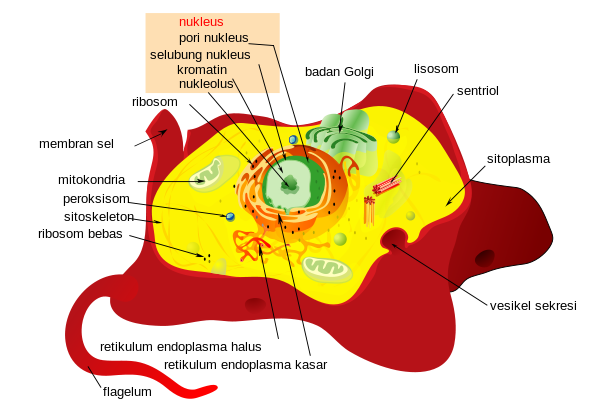 nukleus
pori nukleus
selubung nukleus
kromatin
nukleolus
badan Golgi
lisosom
sentriol
ribosom
membran sel
sitoplasma
mitokondria
peroksisom
sitoskeleton
ribosom bebas
vesikel sekresi
retikulum endoplasma halus
retikulum endoplasma kasar
flagelum